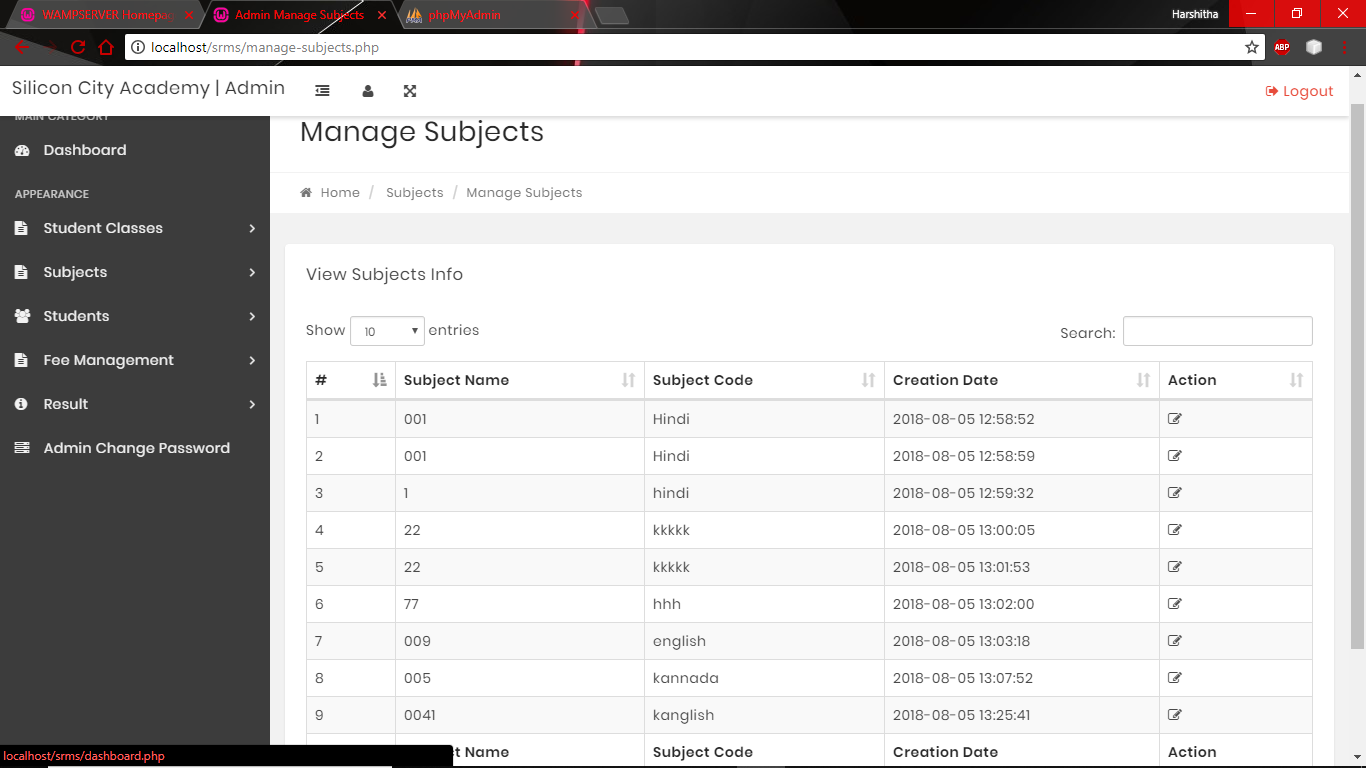 WAMPSERVER Homepag
Admin Manage Subjects
phpMyAdmin
Harshitha
localhost/srms/manage-subjects.php
ABP
Silicon City Academy | Admin
Logout
MAIN CATEGORY
Dashboard
APPEARANCE
Student Classes
Subjects
Students
Fee Management
Result
Admin Change Password
Manage Subjects
Home / Subjects / Manage Subjects
View Subjects Info
Show 10 entries
Search:
# Subject Name Subject Code Creation Date Action
1 001 Hindi 2018-08-05 12:58:52
2 001 Hindi 2018-08-05 12:58:59
3 1 hindi 2018-08-05 12:59:32
4 22 kkkkk 2018-08-05 13:00:05
5 22 kkkkk 2018-08-05 13:01:53
6 77 hhh 2018-08-05 13:02:00
7 009 english 2018-08-05 13:03:18
8 005 kannada 2018-08-05 13:07:52
9 0041 kanglish 2018-08-05 13:25:41
t Name Subject Code Creation Date Action
localhost/srms/dashboard.php